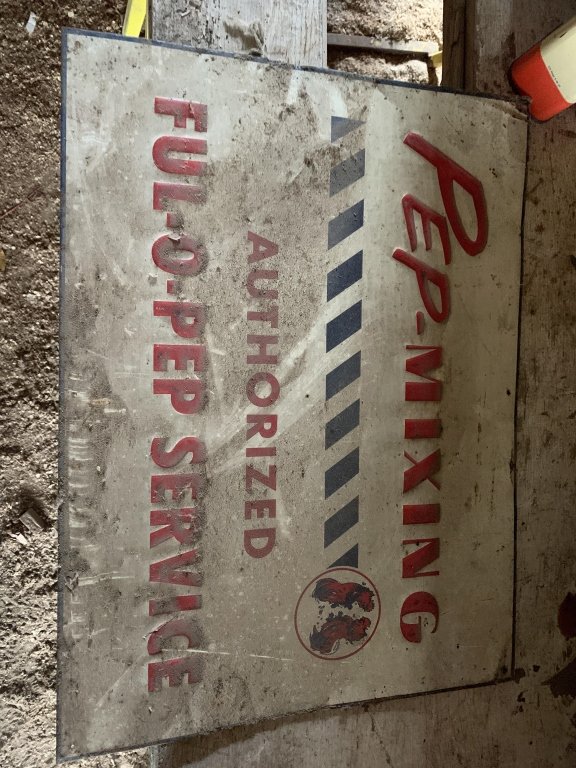 PEP-MIXING
AUTHORIZED
FUL-O-PEP SERVICE